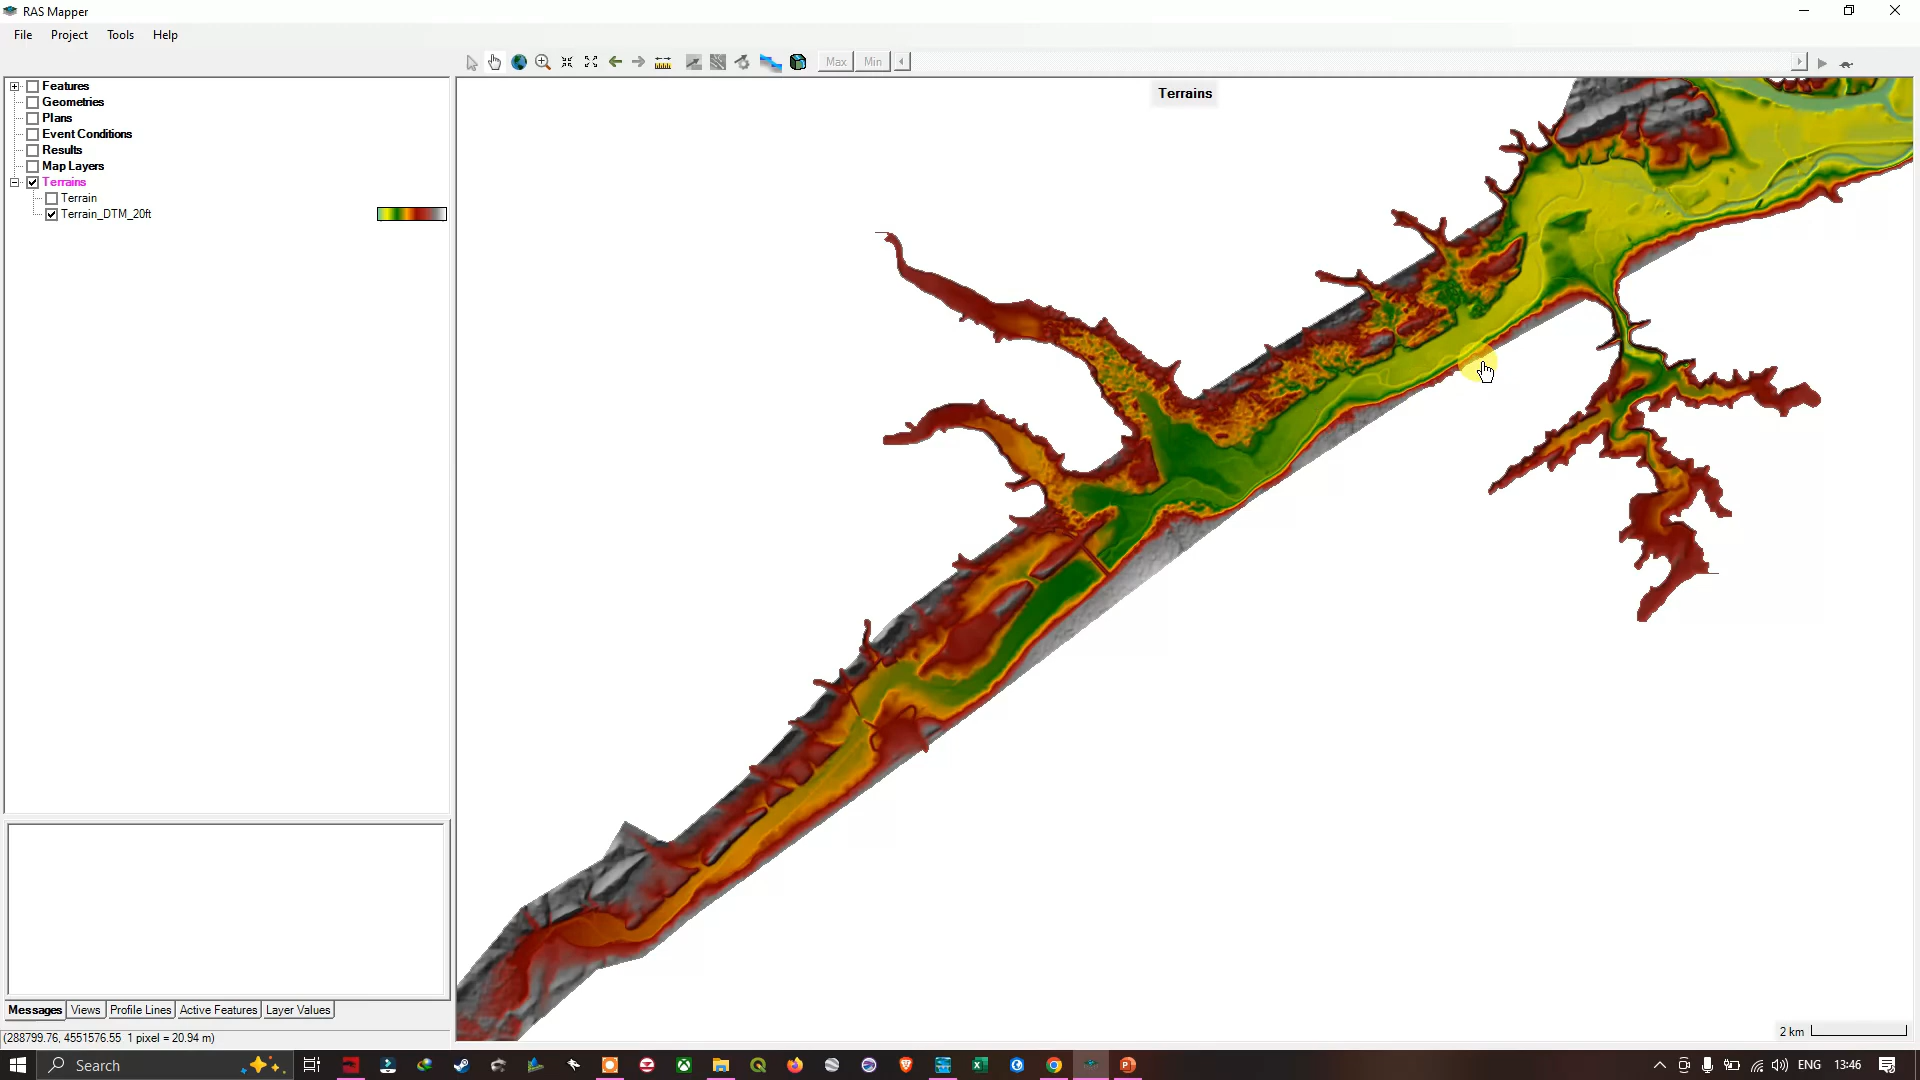 RAS Mapper
File Project Tools Help
Max Min
Features
Geometries
Plans
Event Conditions
Results
Map Layers
Terrains
Terrain
Terrain_DTM_20ft
Terrains
2 km
Messages Views Profile Lines Active Features Layer Values
(288799.76, 4551576.55 1 pixel = 20.94 m)
Search
ENG 13:46